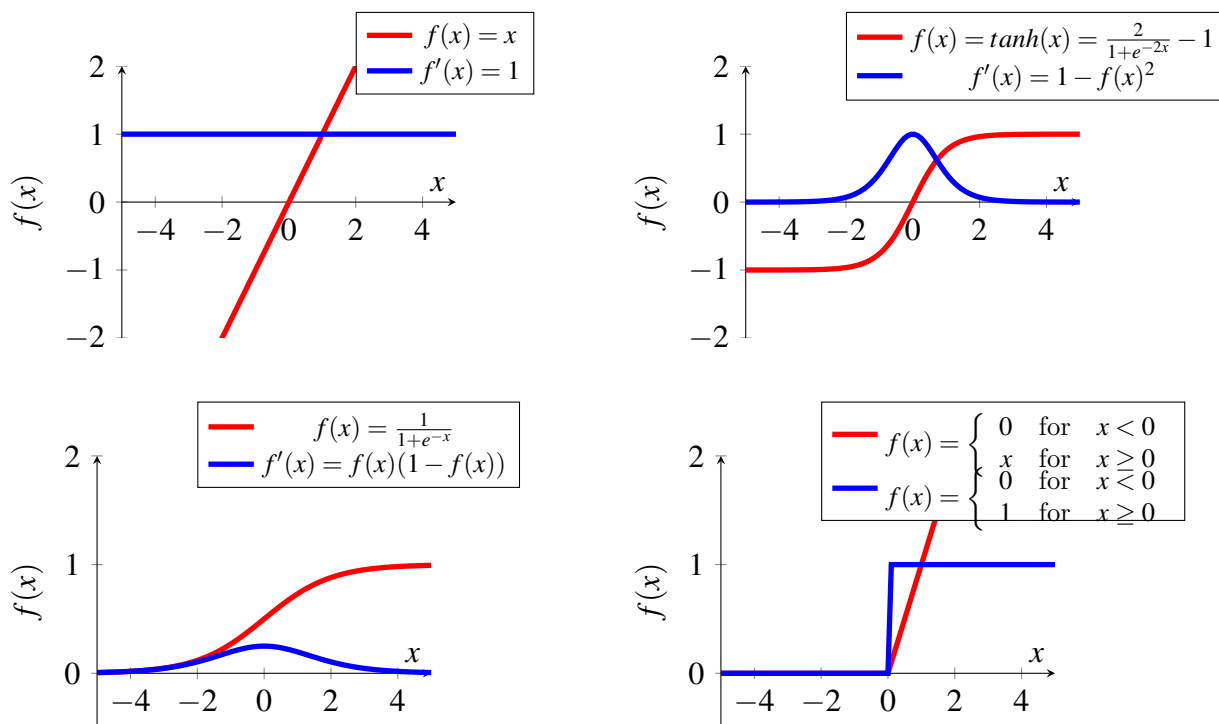 f(x) = x
f′(x) = 1
2
1
0
−1
−2
−4 −2 0 2 4
x
f(x)
f(x) = tanh(x) = \frac{2}{1+e^{-2x}} − 1
f′(x) = 1 − f(x)^2
2
1
0
−1
−2
−4 −2 0 2 4
x
f(x)
f(x) = \frac{1}{1+e^{-x}}
f′(x) = f(x)(1 − f(x))
2
1
0
−4 −2 0 2 4
x
f(x)
f(x) = { 0 for x < 0
x for x ≥ 0
f(x) = { 0 for x < 0
1 for x ≥ 0
2
1
0
−4 −2 0 2 4
x
f(x)